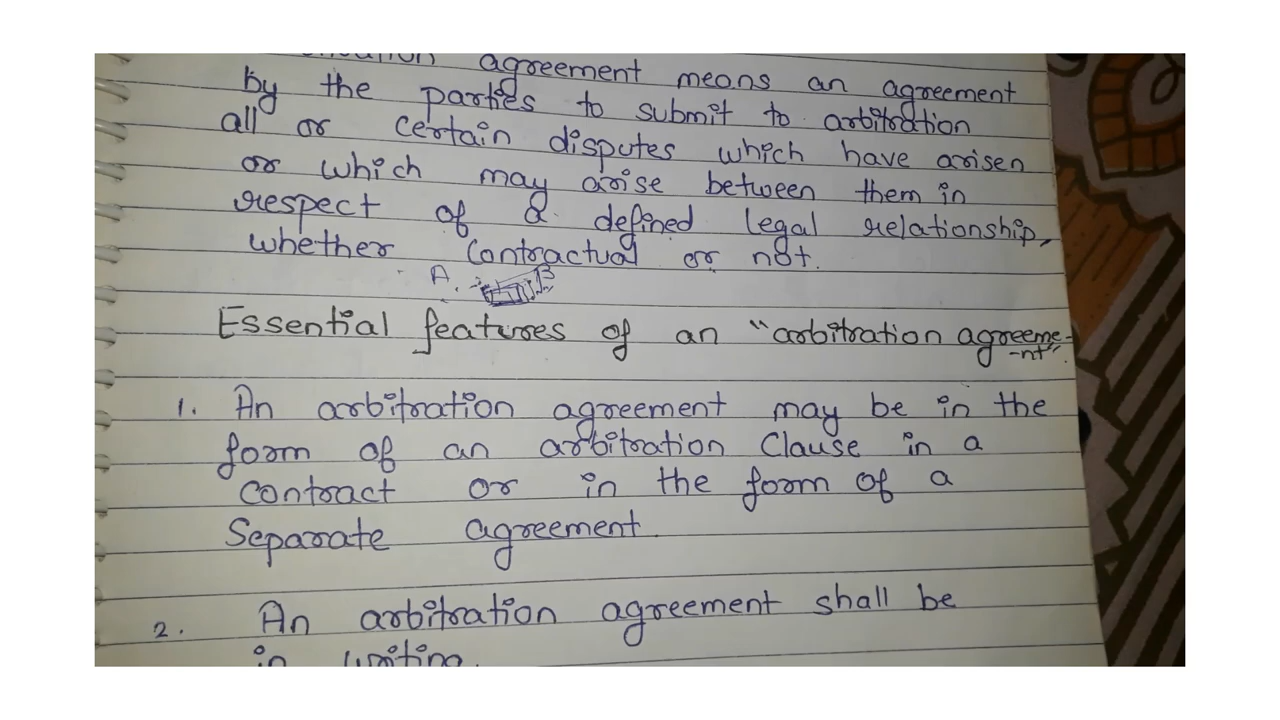 agreement means an agreement
by the parties to submit to arbitration
all or certain disputes which have arisen
or which may arise between them in
respect of a defined legal relationship,
whether contractual or not.
A. B
Essential features of an "arbitration agreeme-
-nt".
1. An arbitration agreement may be in the
form of an arbitration Clause in a
contract or in the form of a
Separate agreement.
2. An arbitration agreement shall be
in writing.